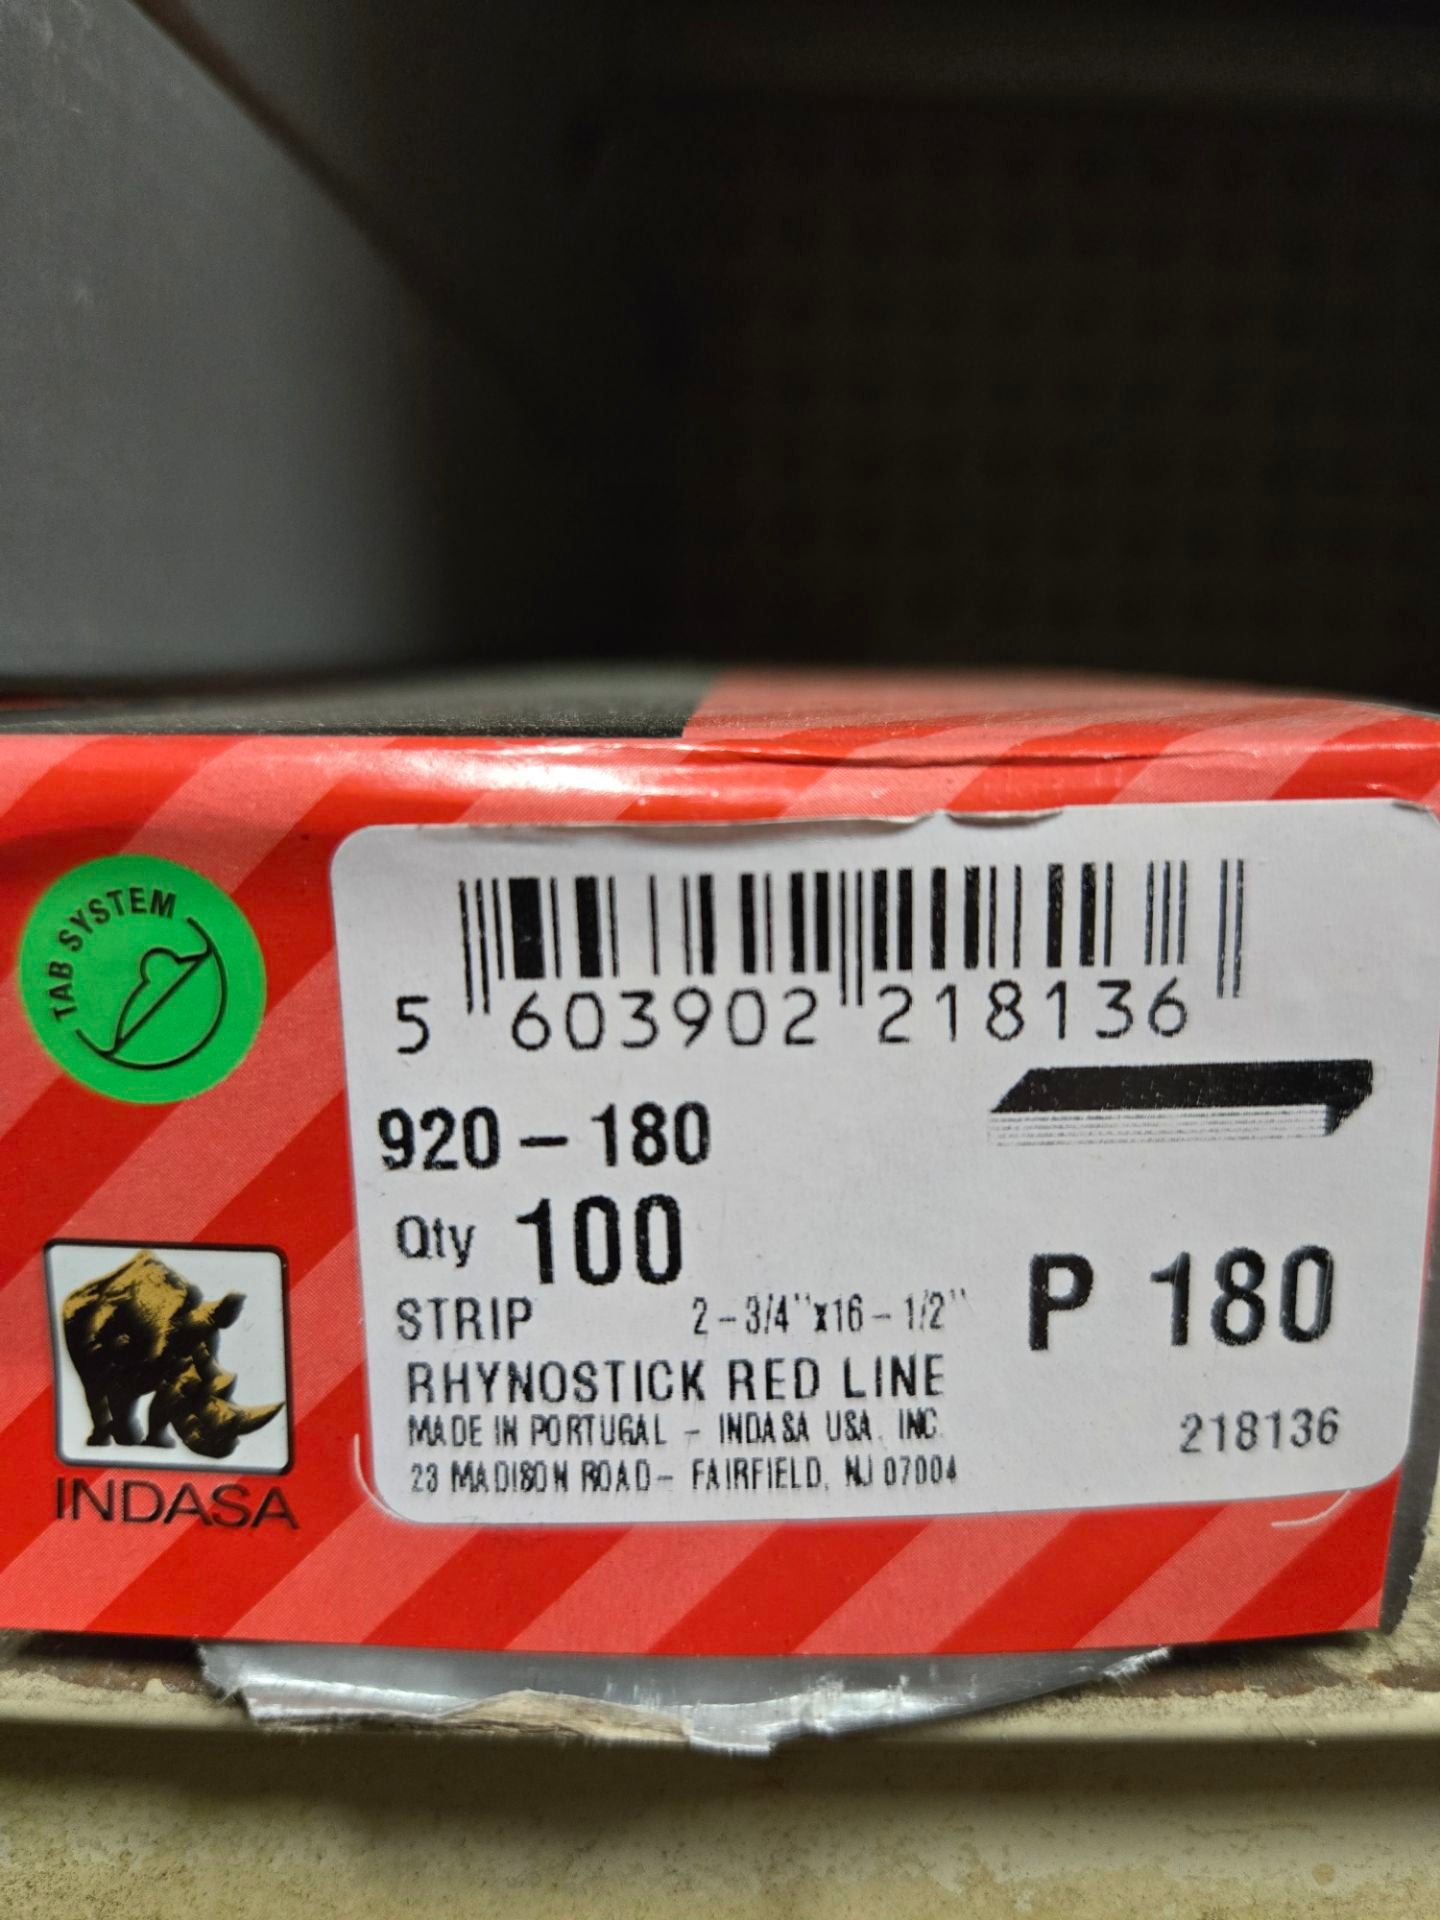 TAB SYSTEM
5 603902 218136
920-180
Qty 100
STRIP 2-3/4"x16-1/2"
P 180
RHYNOSTICK RED LINE
MADE IN PORTUGAL - INDASA USA, INC.
218136
23 MADISON ROAD- FAIRFIELD, NJ 07004
INDASA